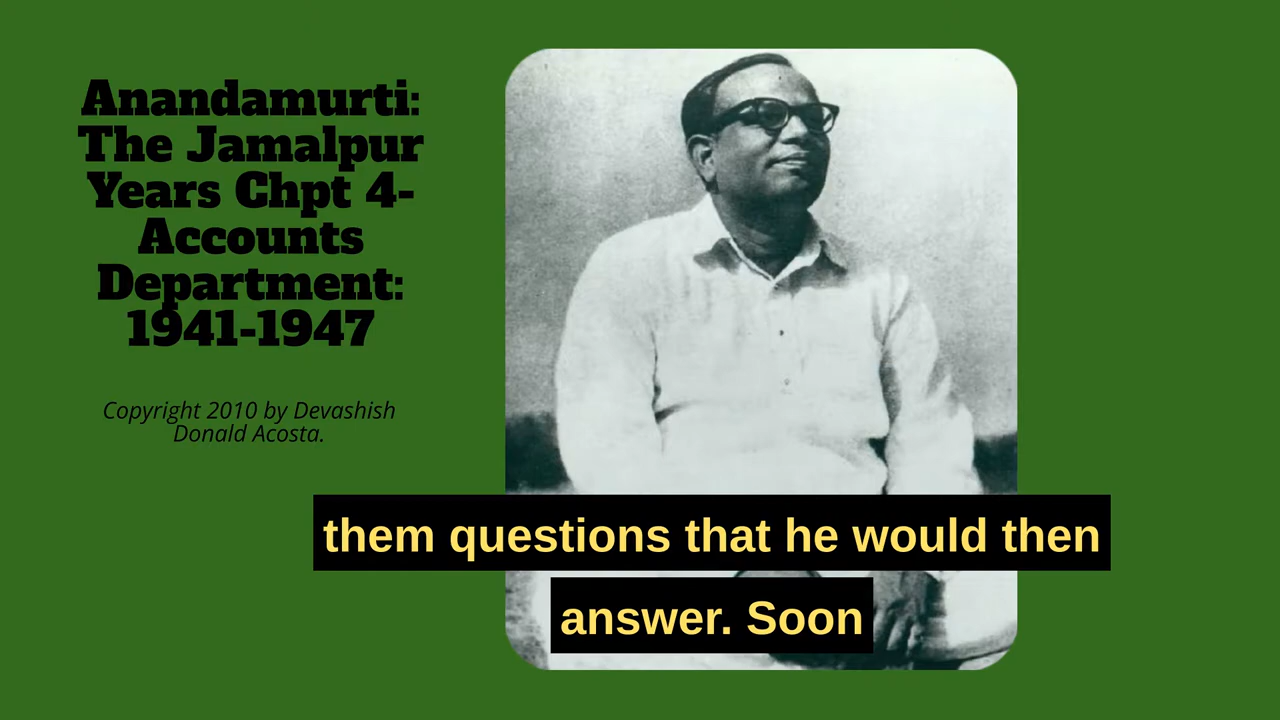 Anandamurti:
The Jamalpur
Years Chpt 4-
Accounts
Department:
1941-1947
Copyright 2010 by Devashish
Donald Acosta.
them questions that he would then
answer. Soon